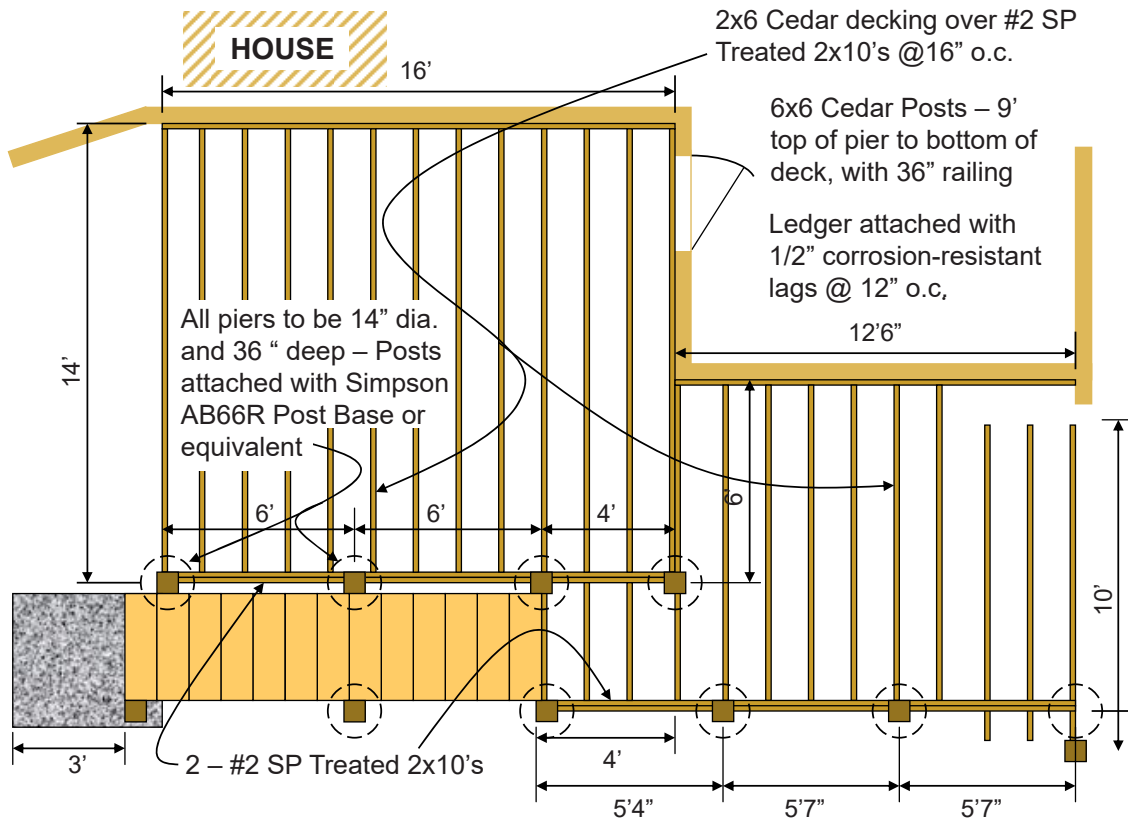 HOUSE
2x6 Cedar decking over #2 SP
Treated 2x10's @16" o.c.
16'
6x6 Cedar Posts – 9'
top of pier to bottom of
deck, with 36" railing
Ledger attached with
1/2" corrosion-resistant
lags @ 12" o.c,
12'6"
14'
All piers to be 14" dia.
and 36 " deep – Posts
attached with Simpson
AB66R Post Base or
equivalent
6'
6'
6'
4'
10'
3'
2 – #2 SP Treated 2x10's
4'
5'4"
5'7"
5'7"